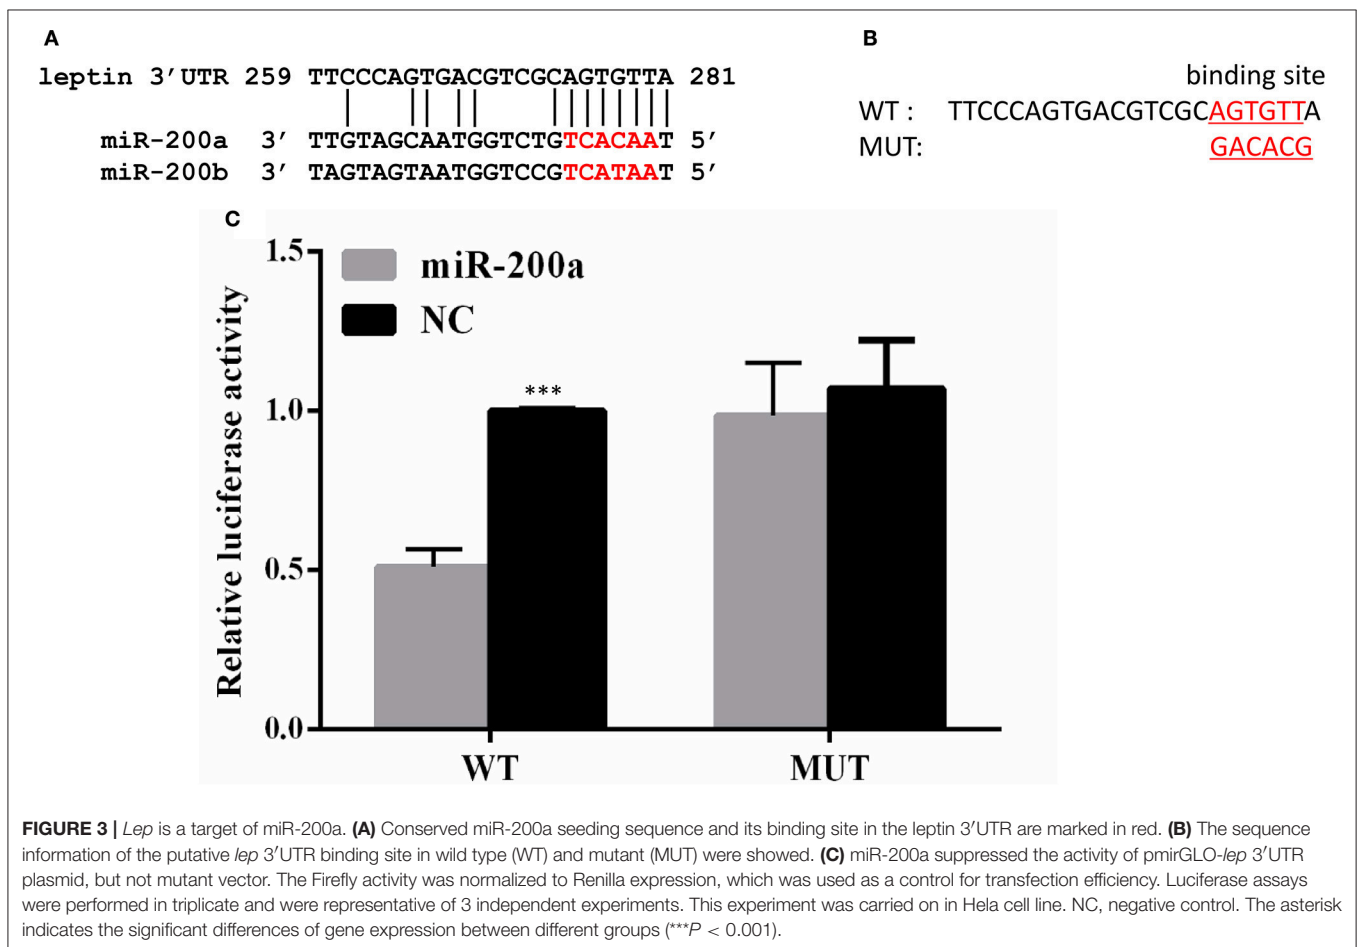 A
leptin 3′UTR 259 TTCCCAGTGACGTCGCAGTGTTA 281
miR-200a 3′ TTGTAGCAATGGTCTGTCACAAT 5′
miR-200b 3′ TAGTAGTAATGGTCCGTCATAAT 5′
B
binding site
WT : TTCCCAGTGACGTCGCAGTGTTA
MUT: GACACG
C
1.5
miR-200a
NC
***
1.0
0.5
0.0
Relative luciferase activity
WT MUT
FIGURE 3 | Lep is a target of miR-200a. (A) Conserved miR-200a seeding sequence and its binding site in the leptin 3′UTR are marked in red. (B) The sequence
information of the putative lep 3′UTR binding site in wild type (WT) and mutant (MUT) were showed. (C) miR-200a suppressed the activity of pmirGLO-lep 3′UTR
plasmid, but not mutant vector. The Firefly activity was normalized to Renilla expression, which was used as a control for transfection efficiency. Luciferase assays
were performed in triplicate and were representative of 3 independent experiments. This experiment was carried on in Hela cell line. NC, negative control. The asterisk
indicates the significant differences of gene expression between different groups (***P < 0.001).